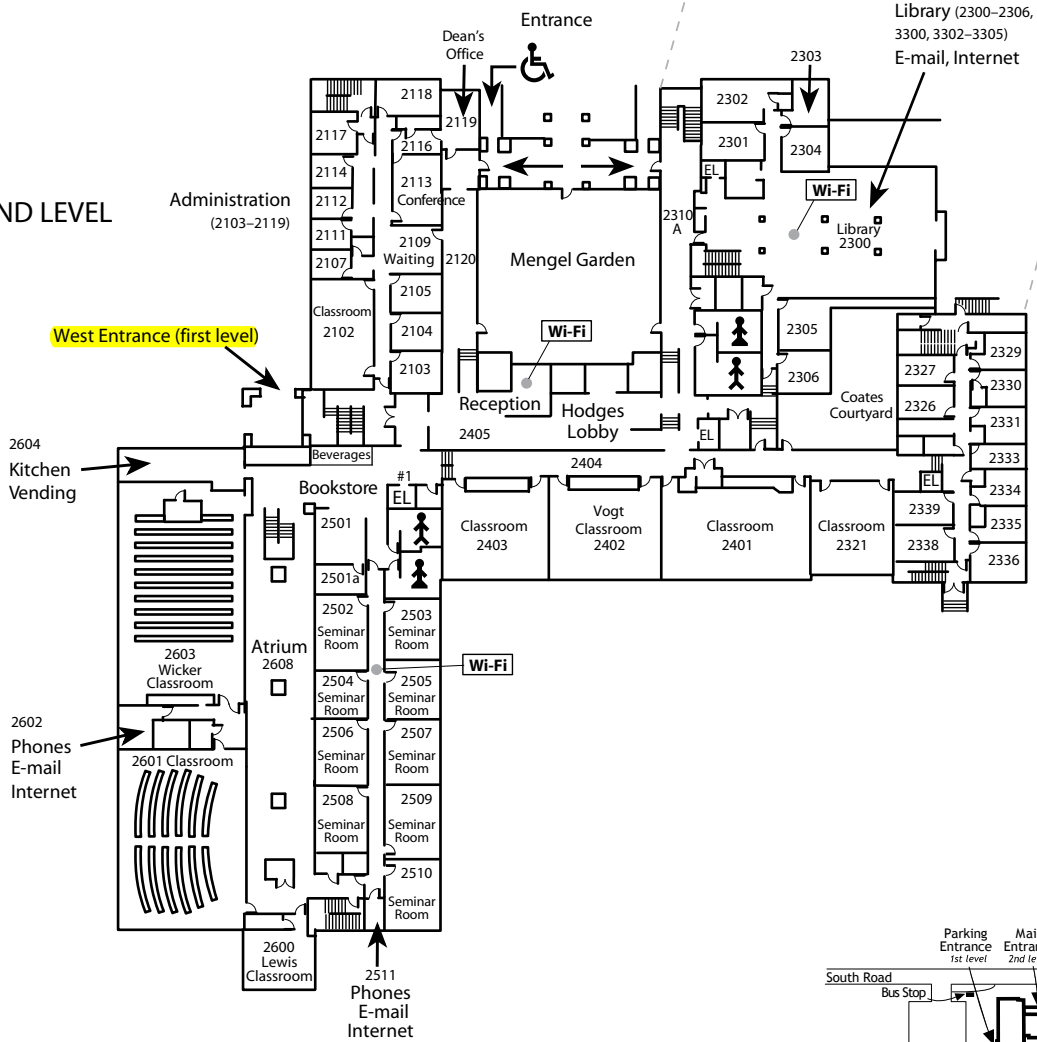 Entrance
Dean's
Office
Library (2300–2306,
3300, 3302–3305)
E-mail, Internet
2303
2118
2119
2302
2117
2116
2301
2304
2114
2113
Conference
EL
Wi-Fi
ND LEVEL
Administration
(2103–2119)
2112
2310
A
Library
2300
2111
2109
Waiting
2120
Mengel Garden
2107
2105
Classroom
2102
2104
West Entrance (first level)
Wi-Fi
2305
2329
2103
2306
2327
2330
Reception
Hodges
Lobby
Coates
Courtyard
2326
2331
2405
EL
2604
Kitchen
Vending
Beverages
2404
2333
Bookstore
#1
EL
EL
2334
2501
Classroom
2403
Vogt
Classroom
2402
Classroom
2401
Classroom
2321
2339
2335
2338
2336
2501a
2502
Seminar
Room
2503
Seminar
Room
Atrium
2608
2603
Wicker
Classroom
Wi-Fi
2504
Seminar
Room
2505
Seminar
Room
2602
Phones
E-mail
Internet
2506
Seminar
Room
2507
Seminar
Room
2601 Classroom
2508
Seminar
Room
2509
Seminar
Room
2510
Seminar
Room
2600
Lewis
Classroom
2511
Phones
E-mail
Internet
Parking
Entrance
1st level
Mai
Entran
2nd le
South Road
Bus Stop